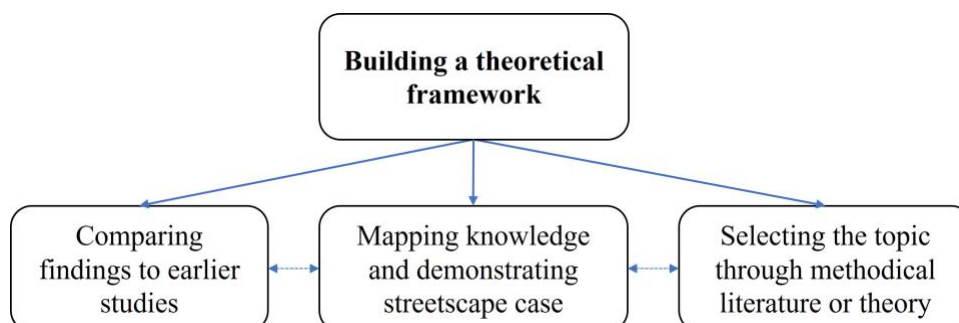 Building a theoretical
framework
Comparing
findings to earlier
studies
Mapping knowledge
and demonstrating
streetscape case
Selecting the topic
through methodical
literature or theory